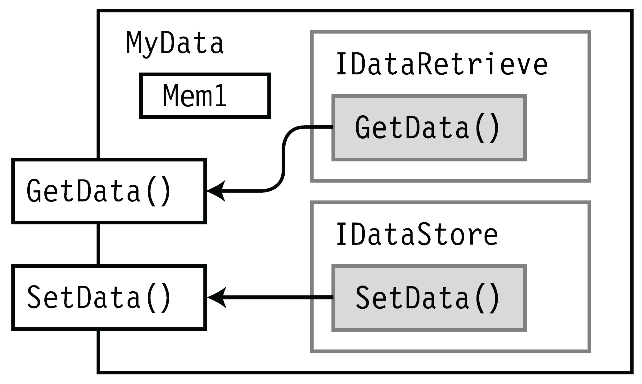 MyData
Mem1
IDataRetrieve
GetData()
GetData()
IDataStore
SetData()
SetData()